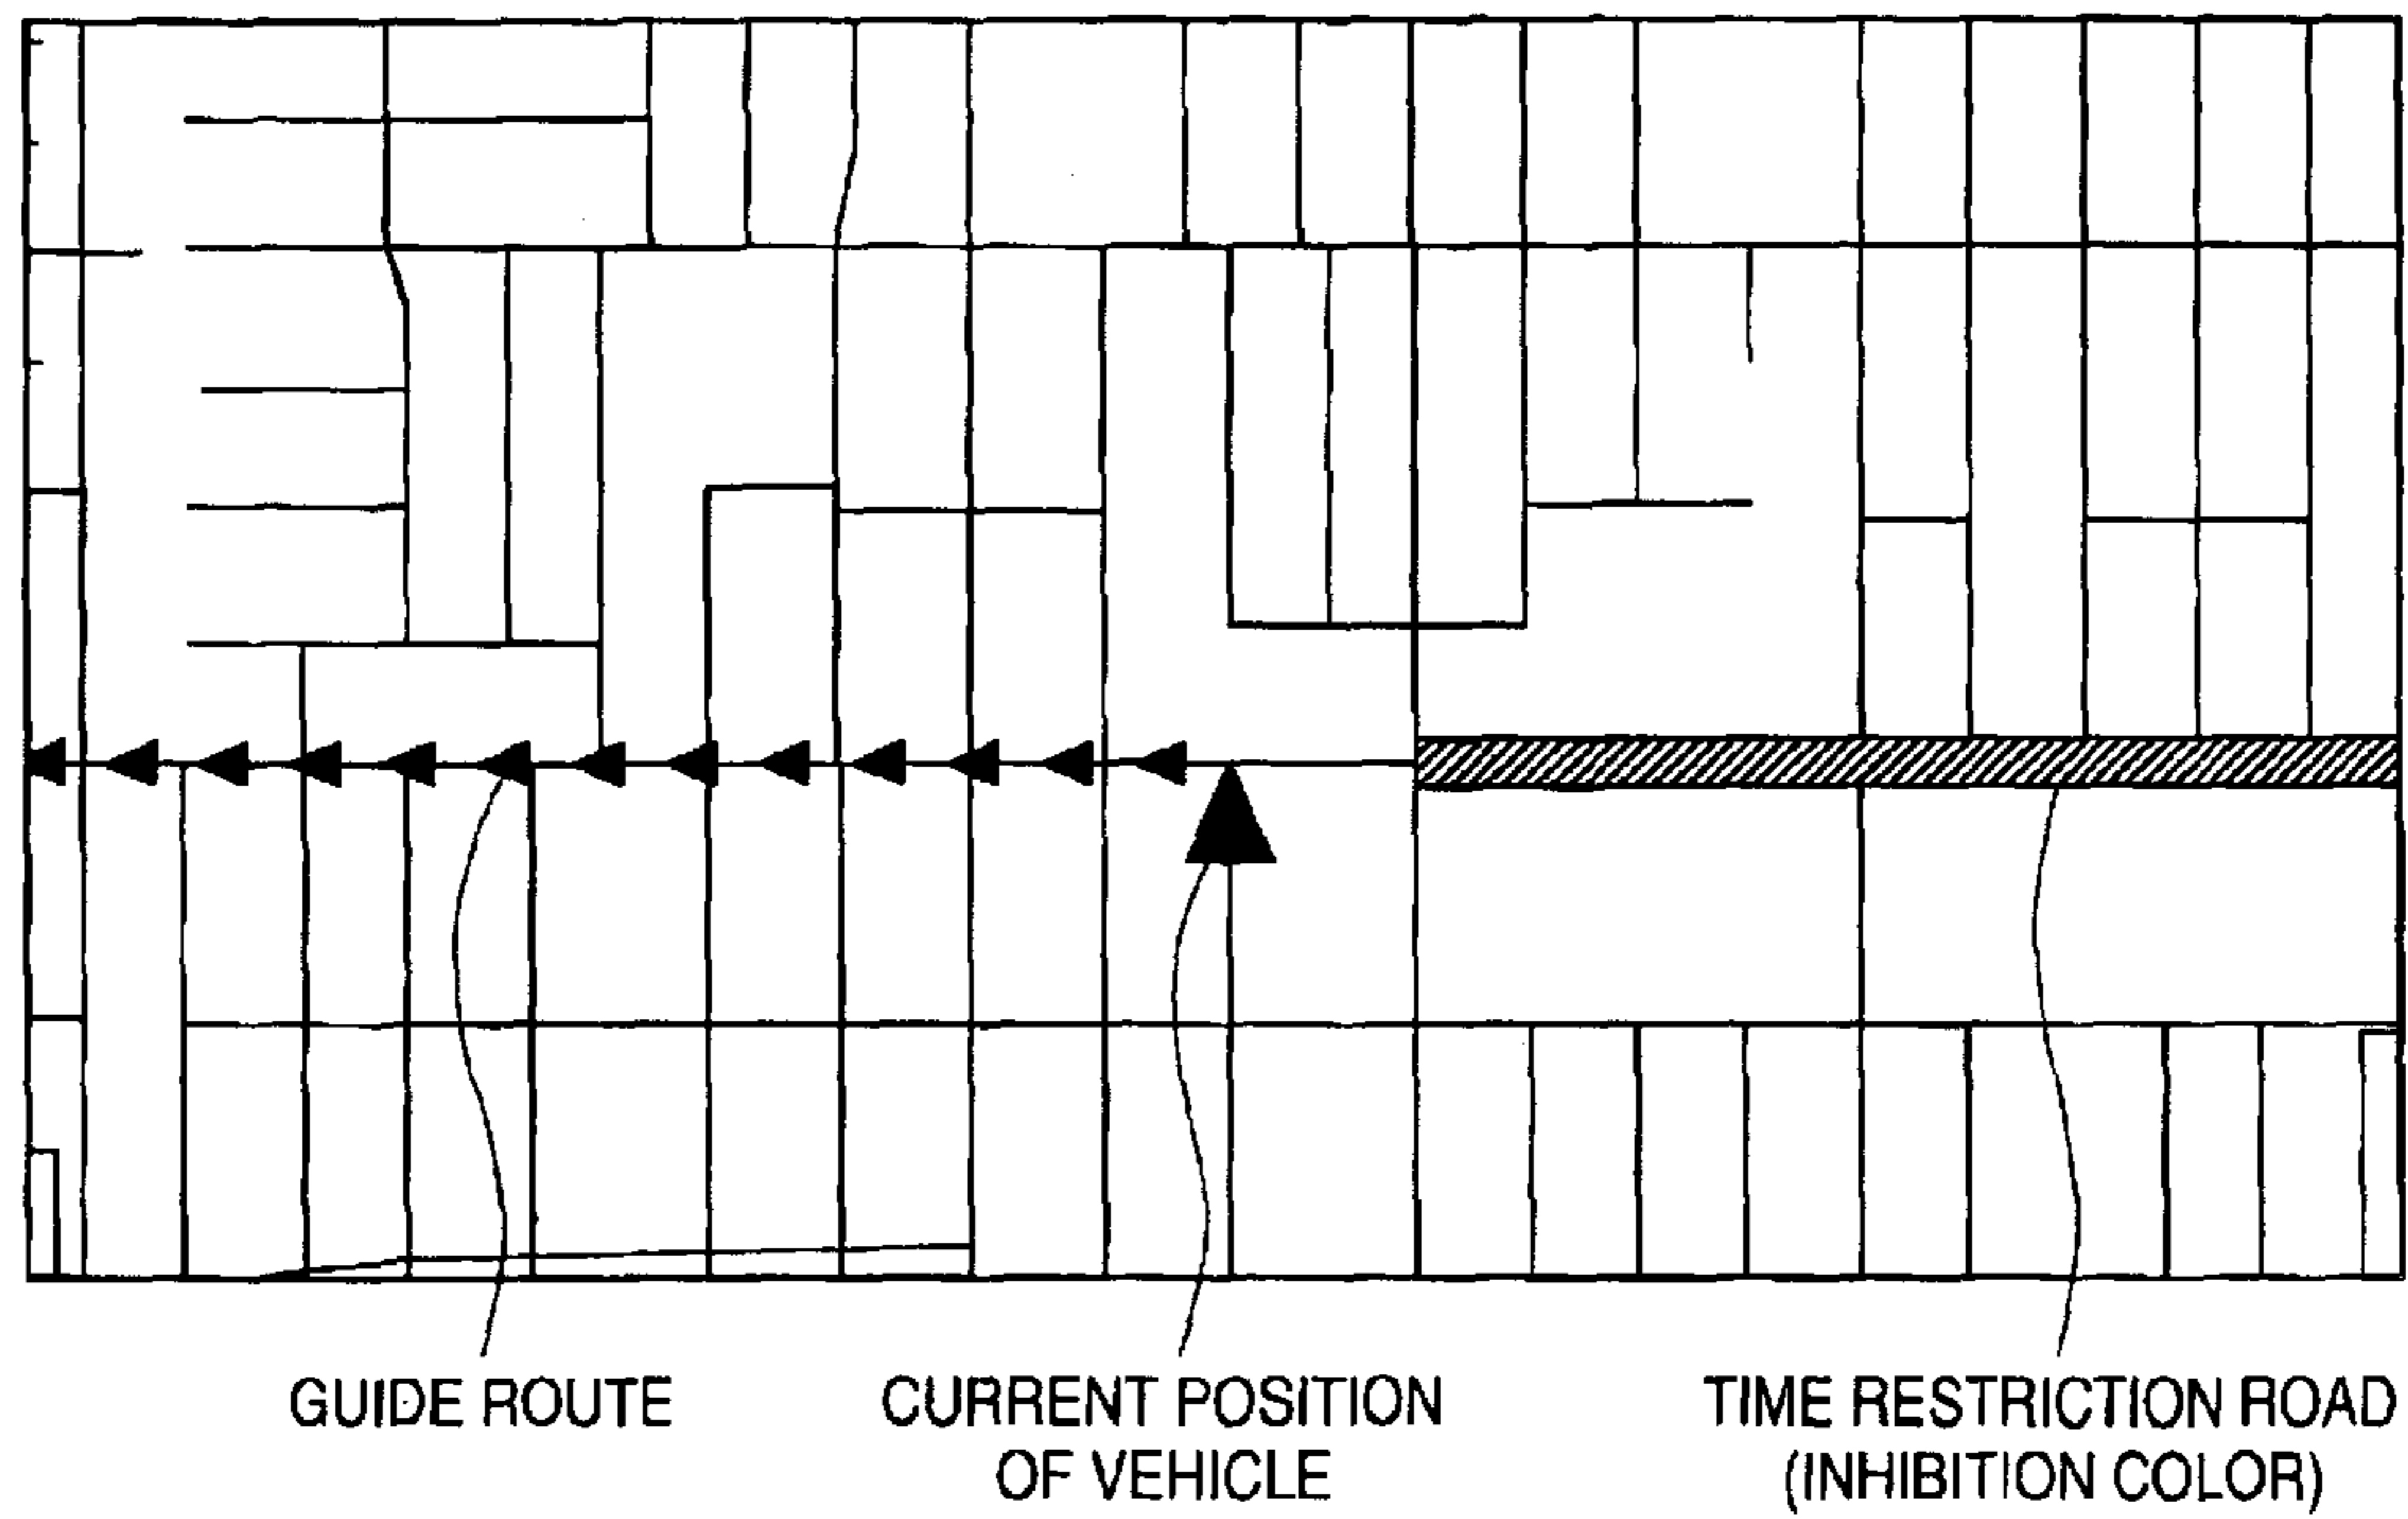 GUIDE ROUTE
CURRENT POSITION
OF VEHICLE
TIME RESTRICTION ROAD
(INHIBITION COLOR)